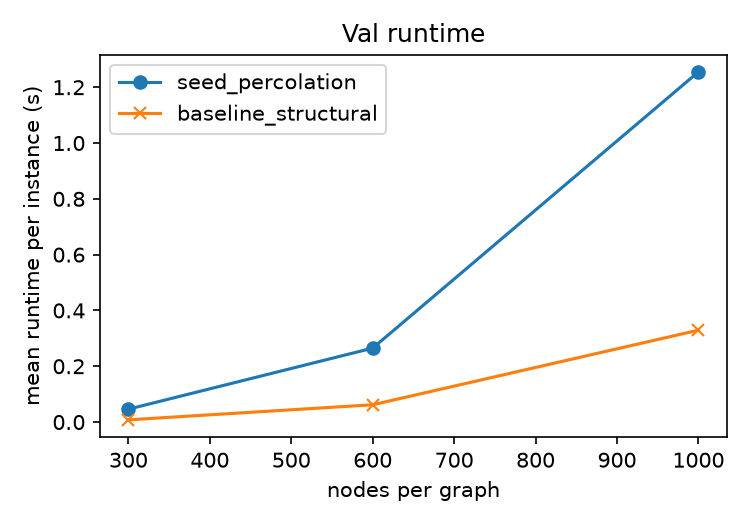 Val runtime
seed_percolation
baseline_structural
mean runtime per instance (s)
1.2
1.0
0.8
0.6
0.4
0.2
0.0
300 400 500 600 700 800 900 1000
nodes per graph